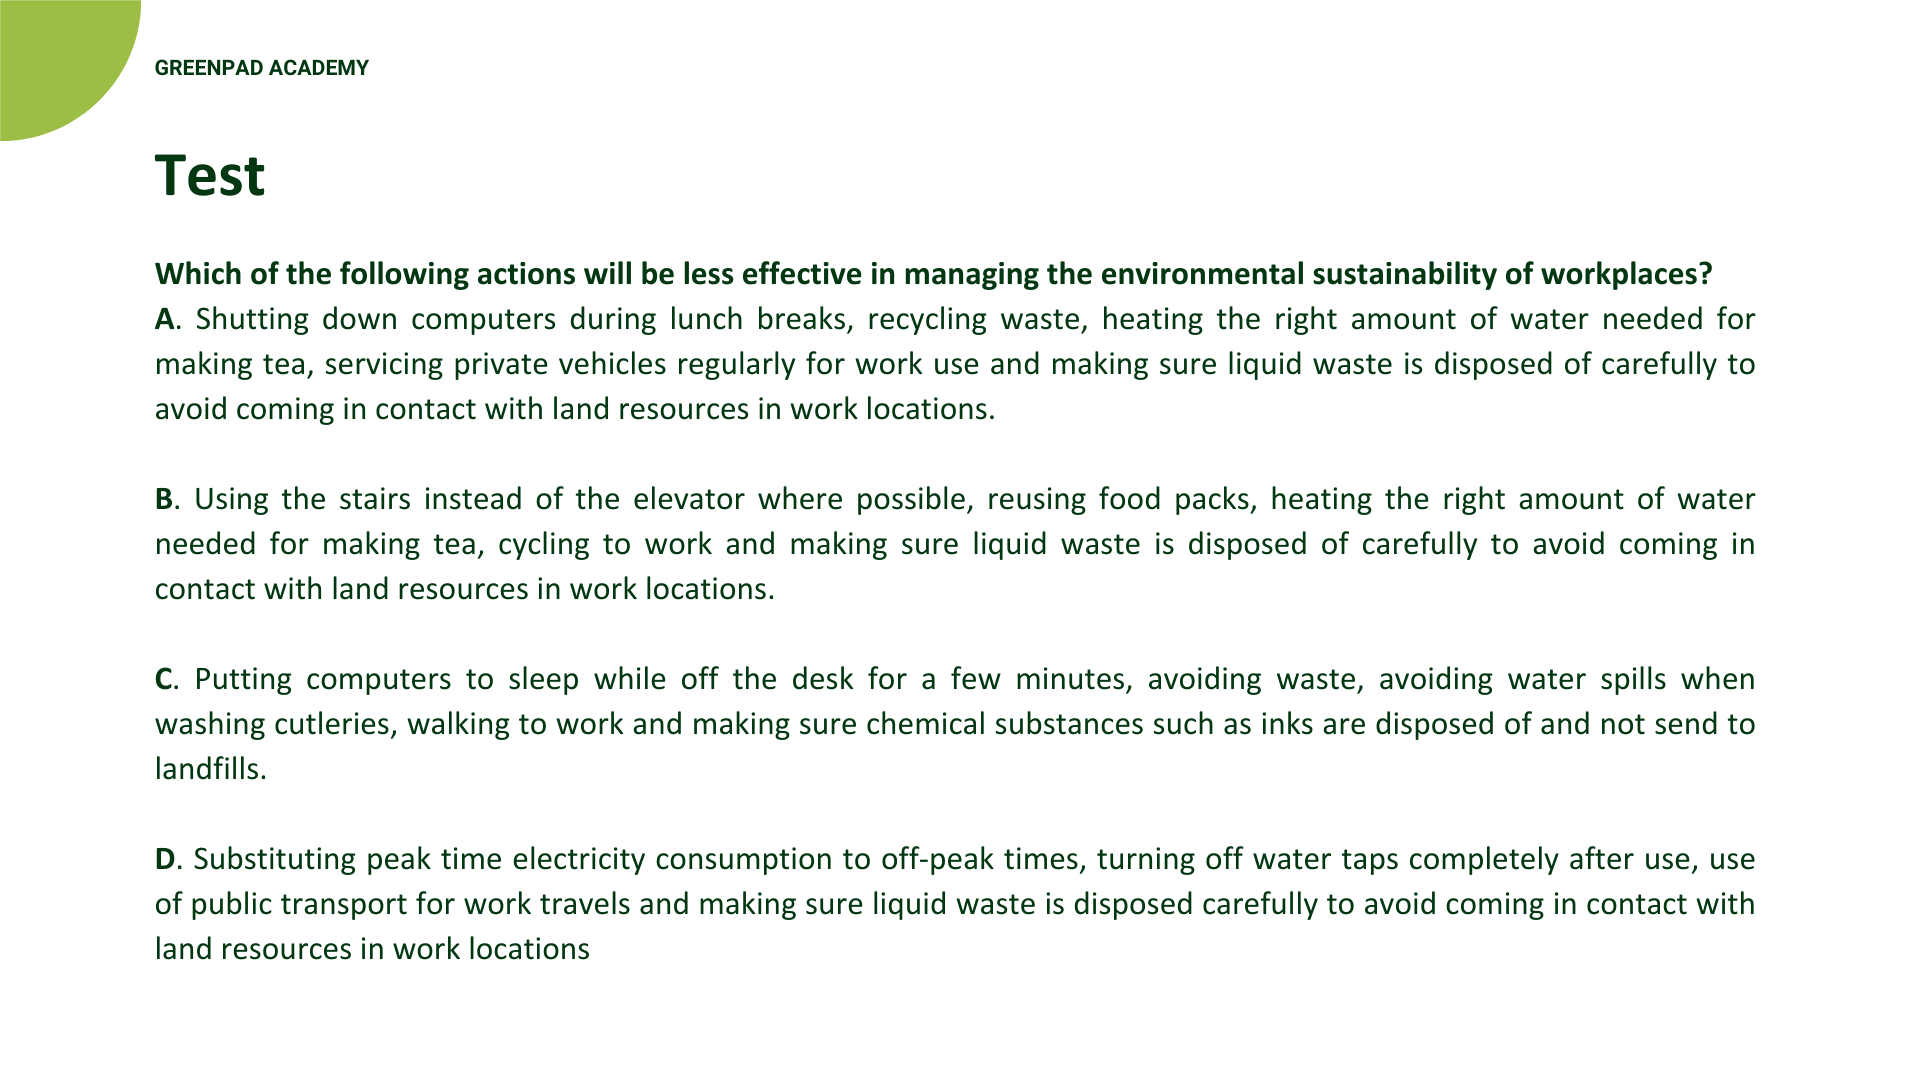 GREENPAD ACADEMY
Test
Which of the following actions will be less effective in managing the environmental sustainability of workplaces?
A. Shutting down computers during lunch breaks, recycling waste, heating the right amount of water needed for
making tea, servicing private vehicles regularly for work use and making sure liquid waste is disposed of carefully to
avoid coming in contact with land resources in work locations.
B. Using the stairs instead of the elevator where possible, reusing food packs, heating the right amount of water
needed for making tea, cycling to work and making sure liquid waste is disposed of carefully to avoid coming in
contact with land resources in work locations.
C. Putting computers to sleep while off the desk for a few minutes, avoiding waste, avoiding water spills when
washing cutleries, walking to work and making sure chemical substances such as inks are disposed of and not send to
landfills.
D. Substituting peak time electricity consumption to off-peak times, turning off water taps completely after use, use
of public transport for work travels and making sure liquid waste is disposed carefully to avoid coming in contact with
land resources in work locations